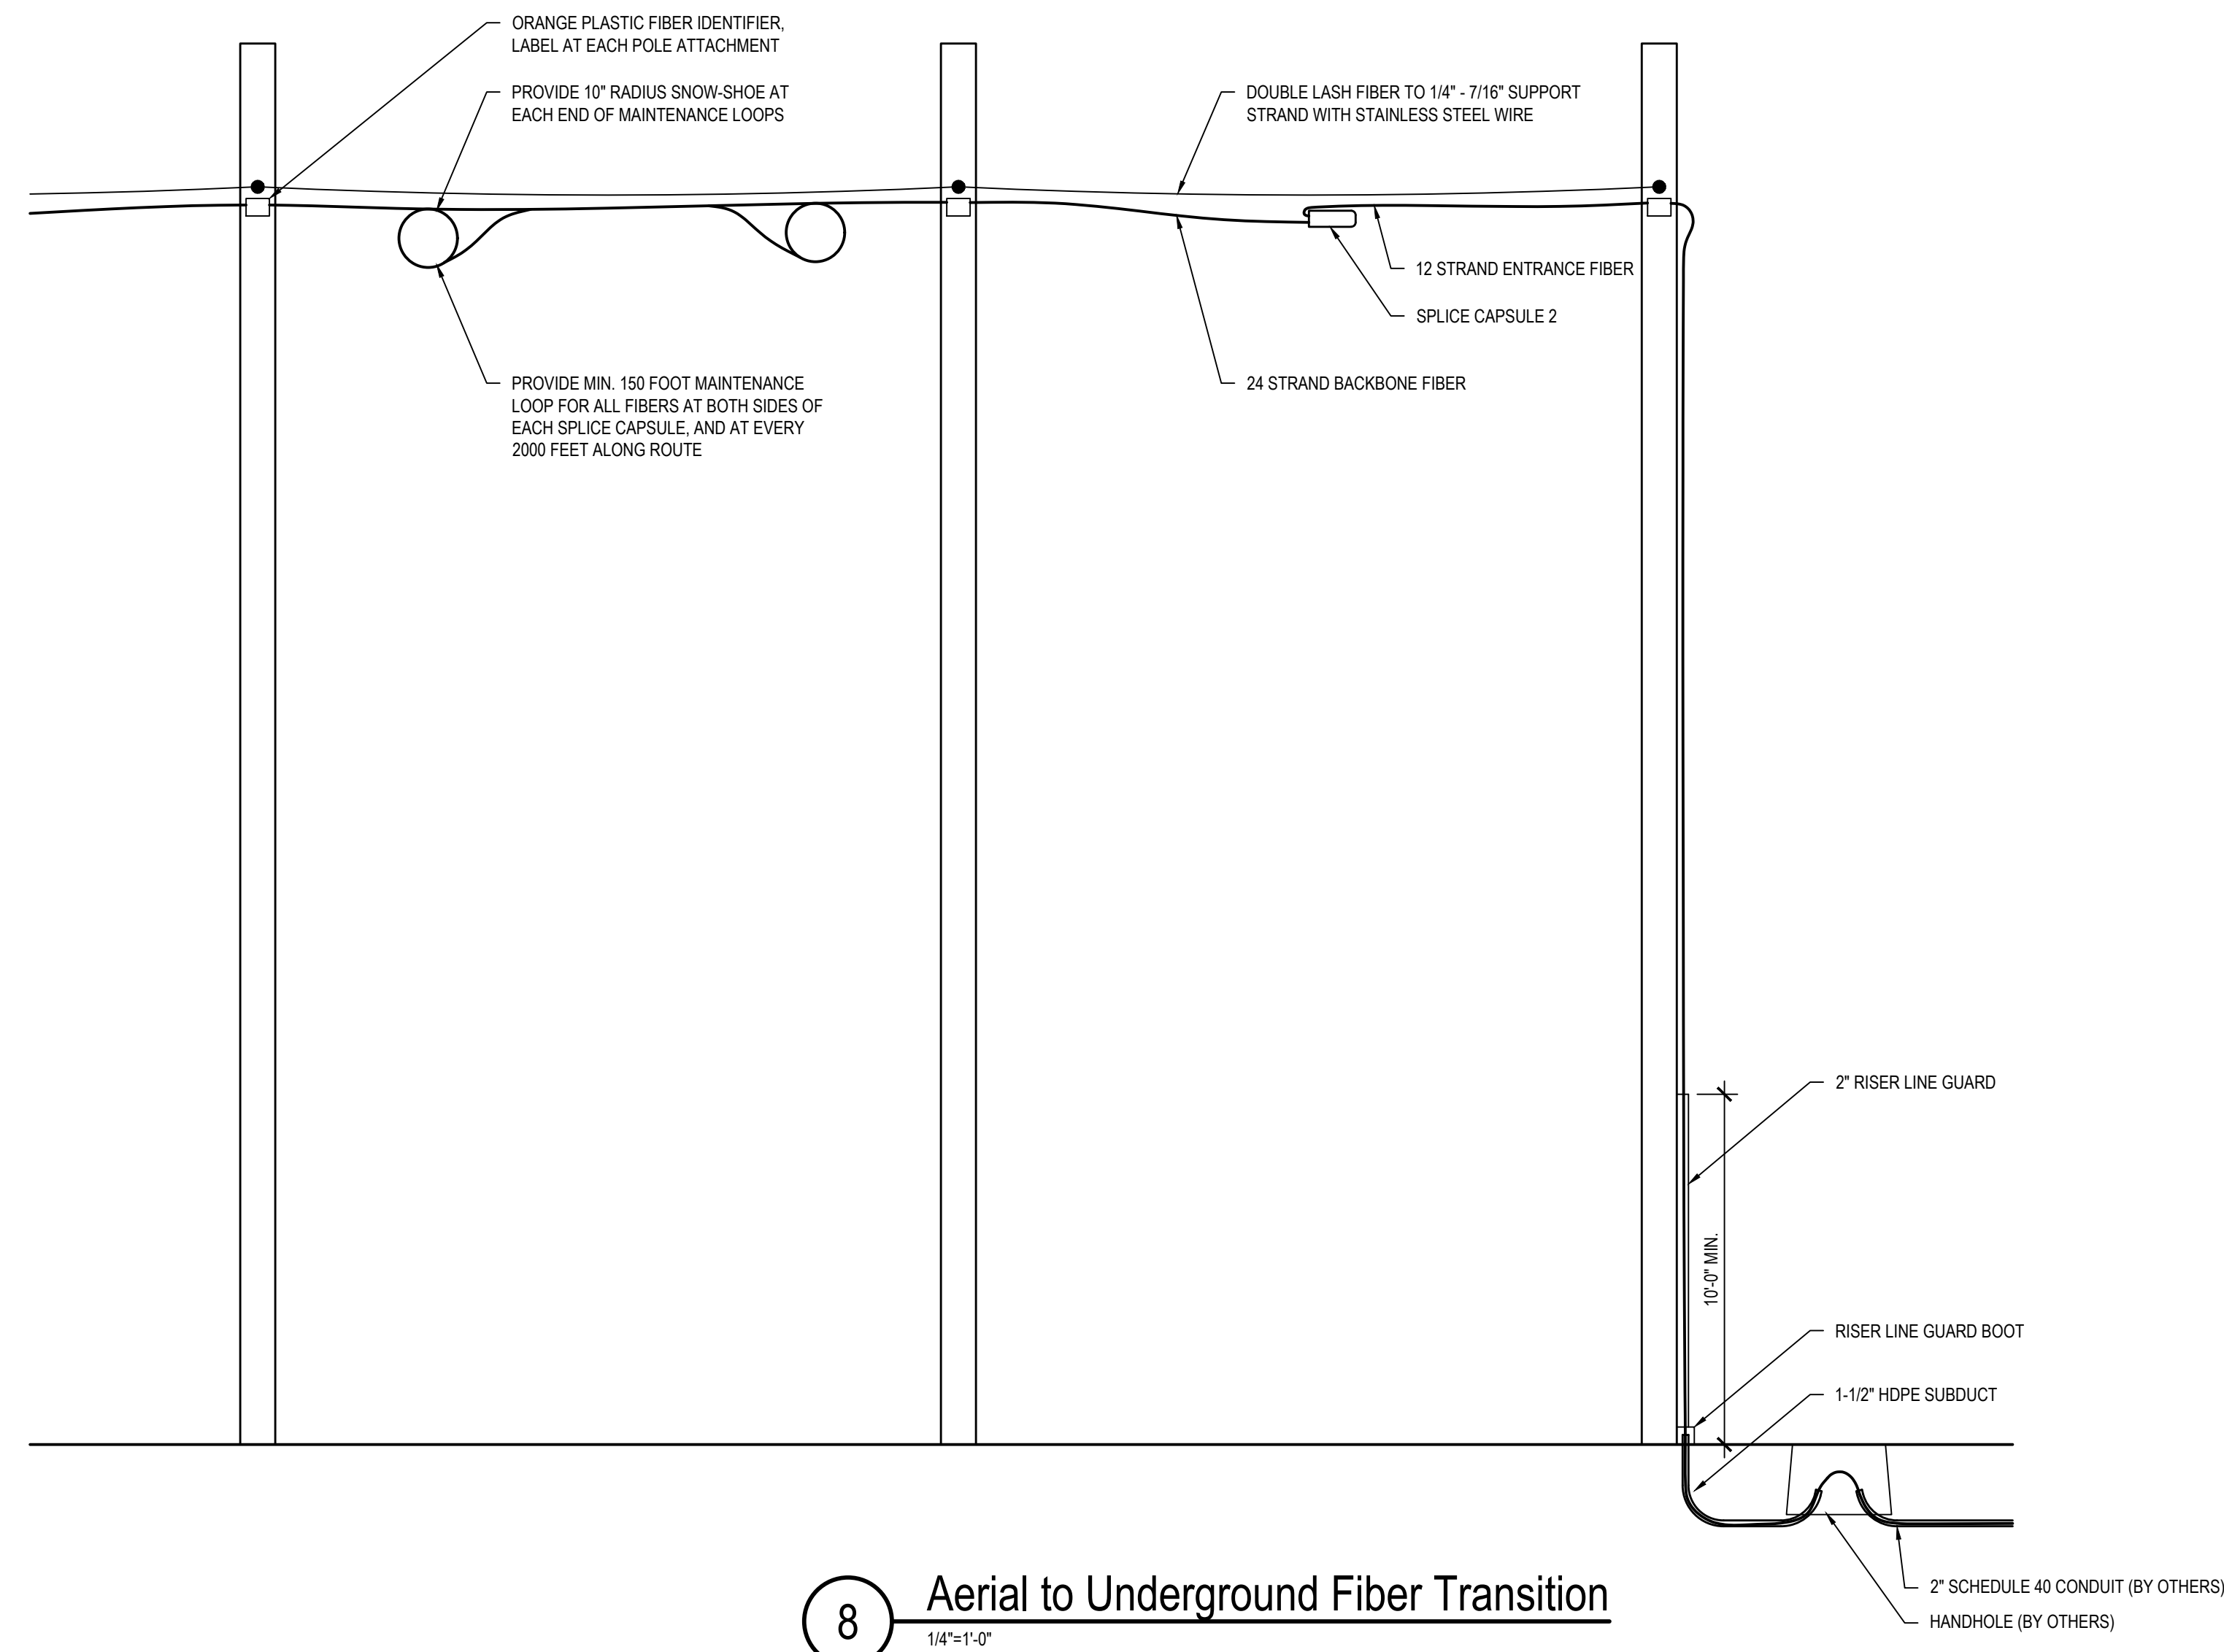 ORANGE PLASTIC FIBER IDENTIFIER,
LABEL AT EACH POLE ATTACHMENT
PROVIDE 10" RADIUS SNOW-SHOE AT
EACH END OF MAINTENANCE LOOPS
DOUBLE LASH FIBER TO 1/4" - 7/16" SUPPORT
STRAND WITH STAINLESS STEEL WIRE
12 STRAND ENTRANCE FIBER
SPLICE CAPSULE 2
PROVIDE MIN. 150 FOOT MAINTENANCE
LOOP FOR ALL FIBERS AT BOTH SIDES OF
EACH SPLICE CAPSULE, AND AT EVERY
2000 FEET ALONG ROUTE
24 STRAND BACKBONE FIBER
2" RISER LINE GUARD
10'-0" MIN.
RISER LINE GUARD BOOT
1-1/2" HDPE SUBDUCT
2" SCHEDULE 40 CONDUIT (BY OTHERS)
HANDHOLE (BY OTHERS)
8
Aerial to Underground Fiber Transition
1/4"=1'-0"